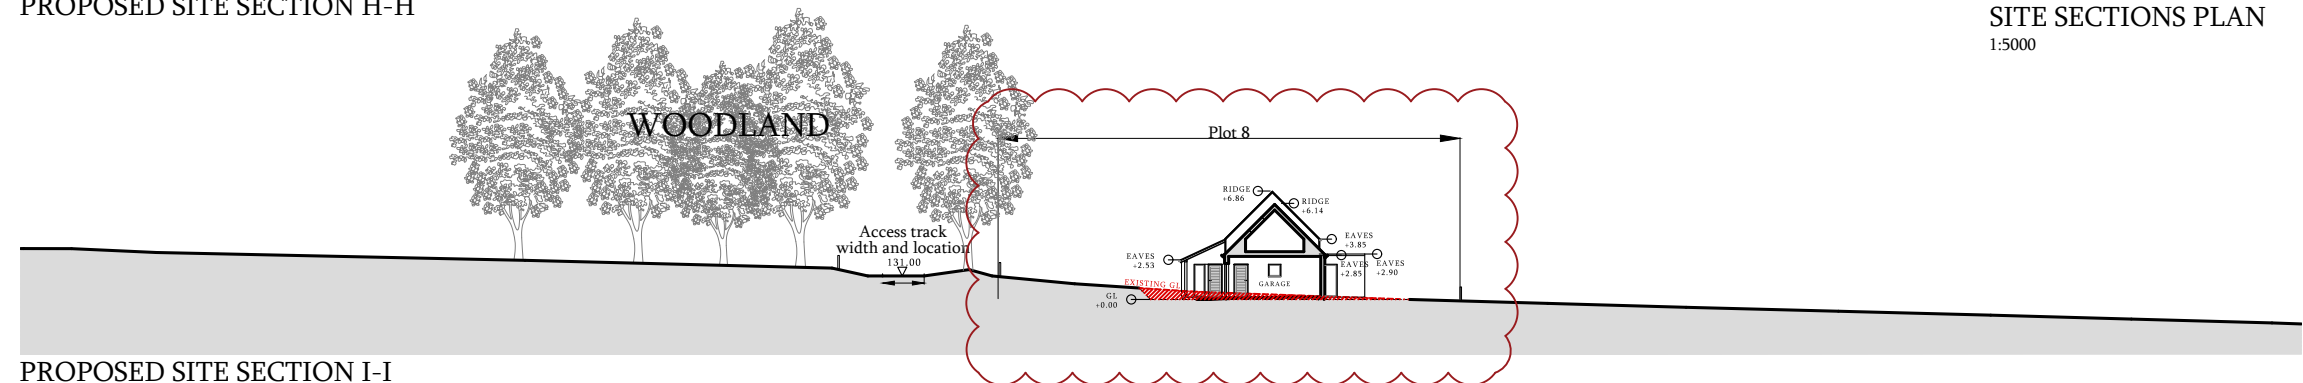 PROPOSED SITE SECTION H-H
SITE SECTIONS PLAN
1:5000
WOODLAND
Plot 8
RIDGE
+6.86
RIDGE
+6.14
Access track
width and location
131.00
EAVES
+3.85
EAVES
+2.53
EAVES
+2.85
EAVES
+2.90
EXISTING GL
GARAGE
GL
+0.00
PROPOSED SITE SECTION I-I